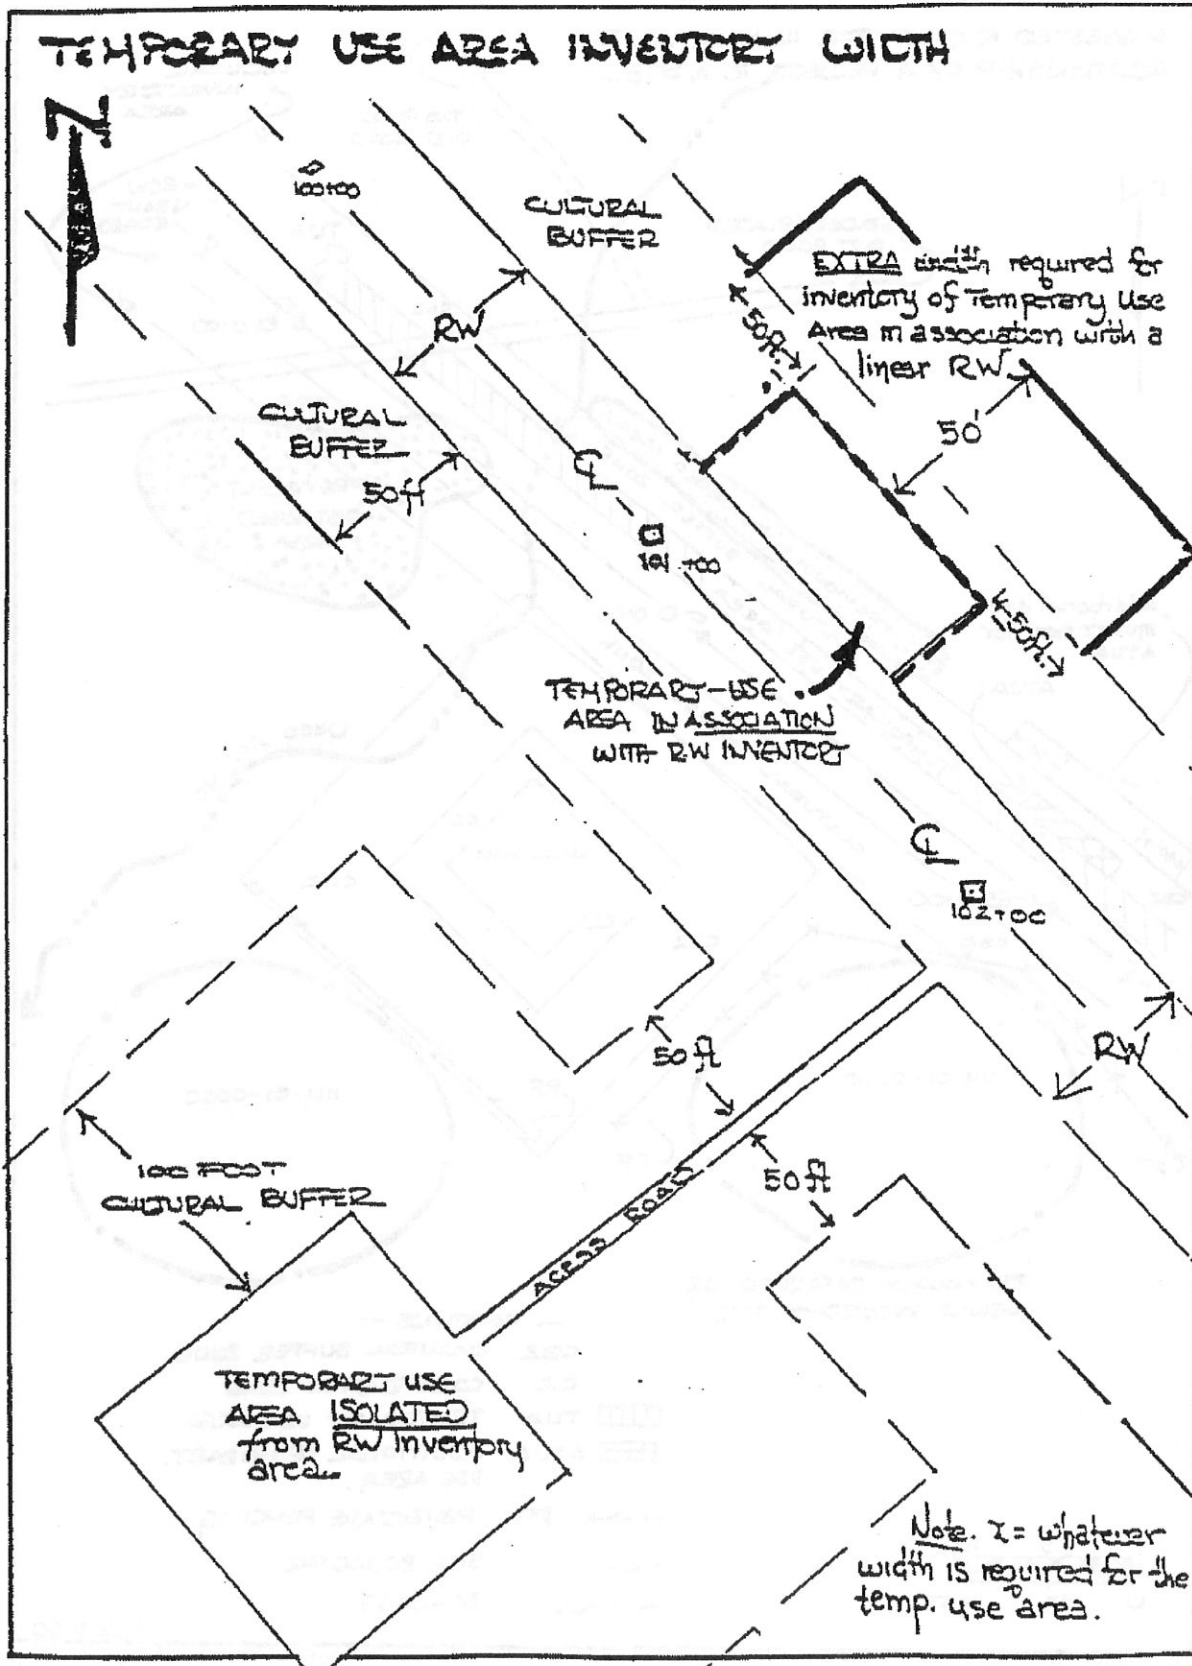 TEMPORARY USE AREA INVENTORY WIDTH
N
100+00
CULTURAL
BUFFER
EXTRA width required for
inventory of Temporary Use
Area in association with a
linear RW
50ft.
RW
CULTURAL
BUFFER
50ft
50'
CL
101+00
50ft.
TEMPORARY-USE
AREA IN ASSOCIATION
WITH RW INVENTORY
CL
102+00
RW
50ft
50ft
100 FOOT
CULTURAL BUFFER
ACESS ROAD
TEMPORARY USE
AREA ISOLATED
from RW Inventory
area.
Note. x = whatever
width is required for the
temp. use area.